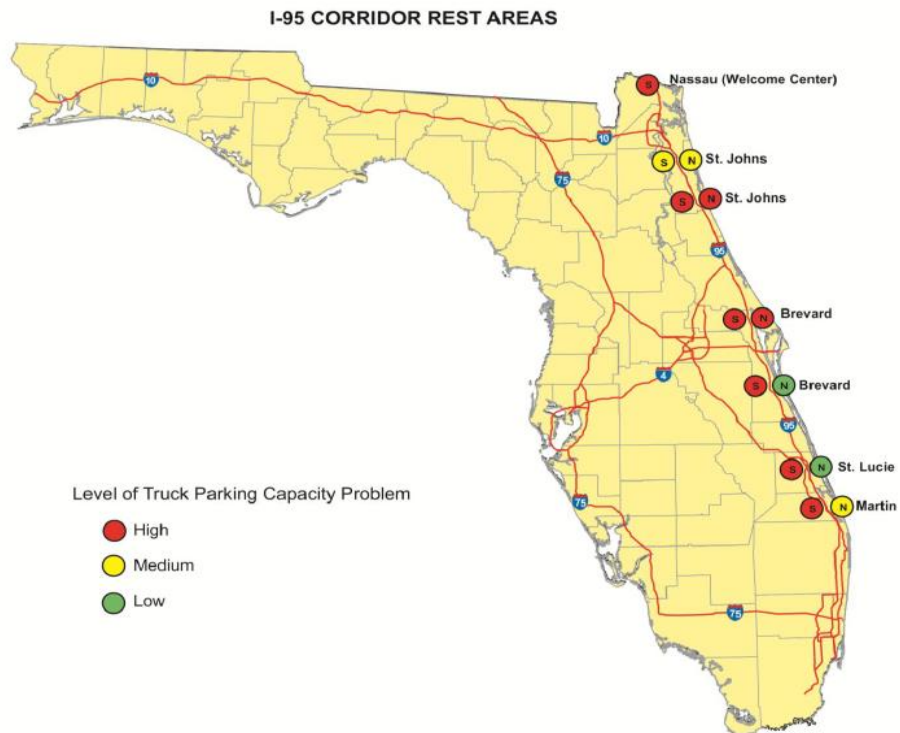 I-95 CORRIDOR REST AREAS
10
S Nassau (Welcome Center)
10
S N St. Johns
75
S N St. Johns
95
S N Brevard
4
S N Brevard
95
S N St. Lucie
Level of Truck Parking Capacity Problem
75
S N Martin
High
Medium
Low
75